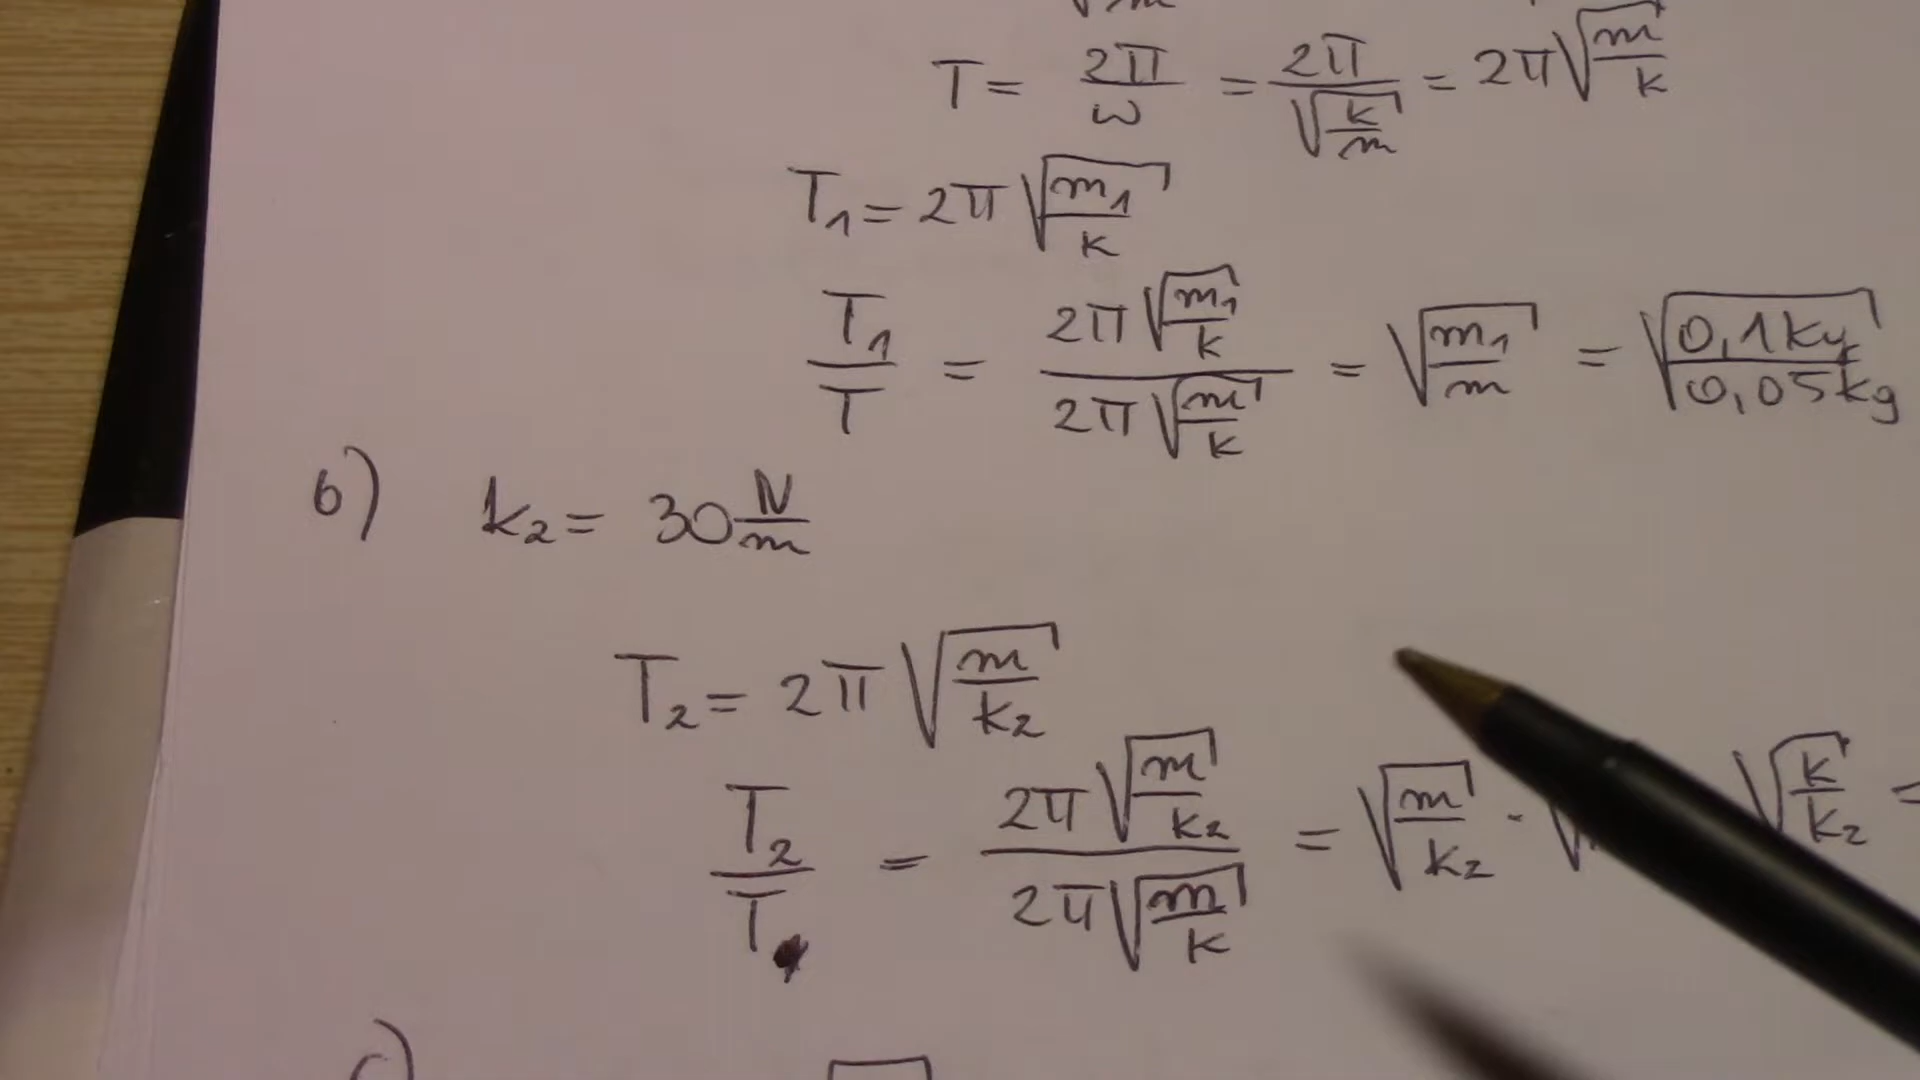 T = 2π/ω = 2π/√(k/m) = 2π√(m/k)
T₁ = 2π√(m₁/k)
T₁/T = 2π√(m₁/k) / 2π√(m/k) = √(m₁/m) = √(0,1kg/0,05kg)
b) k₂ = 30 N/m
T₂ = 2π√(m/k₂)
T₂/T = 2π√(m/k₂) / 2π√(m/k) = √(m/k₂) · √ √(k/k₂) =
c)